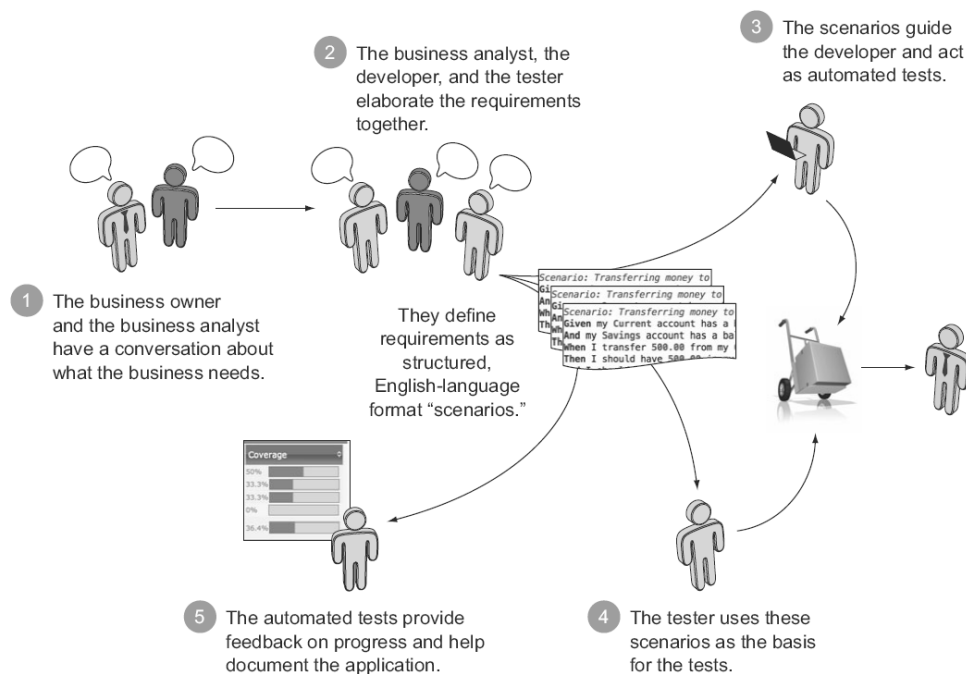 1
The business owner
and the business analyst
have a conversation about
what the business needs.
2
The business analyst, the
developer, and the tester
elaborate the requirements
together.
They define
requirements as
structured,
English-language
format “scenarios.”
Scenario: Transferring money to
Scenario: Transferring money to
Scenario: Transferring money to
Given my Current account has a
And my Savings account has a
When I transfer 500.00 from my
Then I should have 500.00
3
The scenarios guide
the developer and act
as automated tests.
4
The tester uses these
scenarios as the basis
for the tests.
Coverage
50%
33.3%
33.3%
0%
36.4%
5
The automated tests provide
feedback on progress and help
document the application.